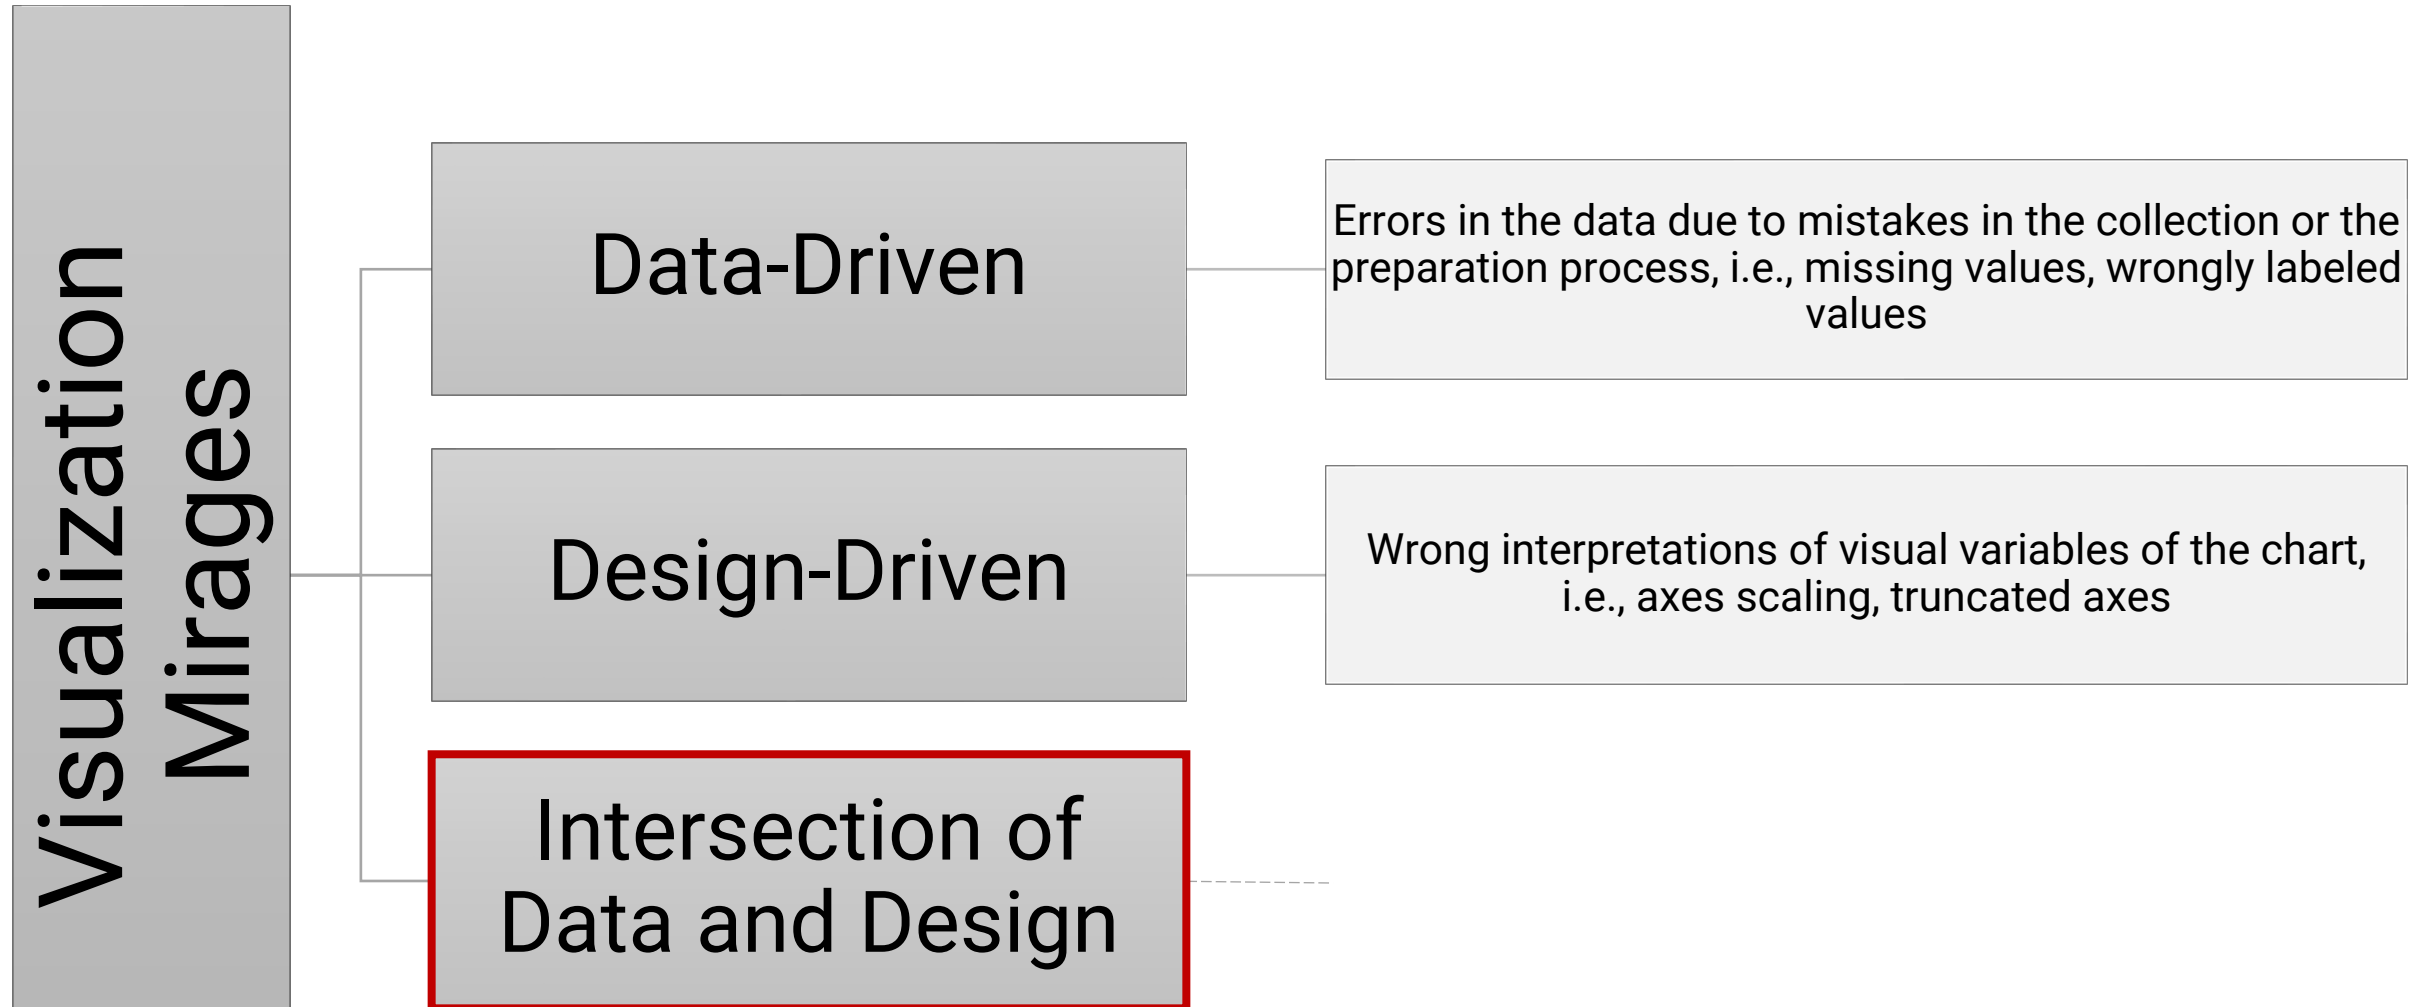 Visualization
Mirages
Data-Driven
Errors in the data due to mistakes in the collection or the
preparation process, i.e., missing values, wrongly labeled
values
Design-Driven
Wrong interpretations of visual variables of the chart,
i.e., axes scaling, truncated axes
Intersection of
Data and Design